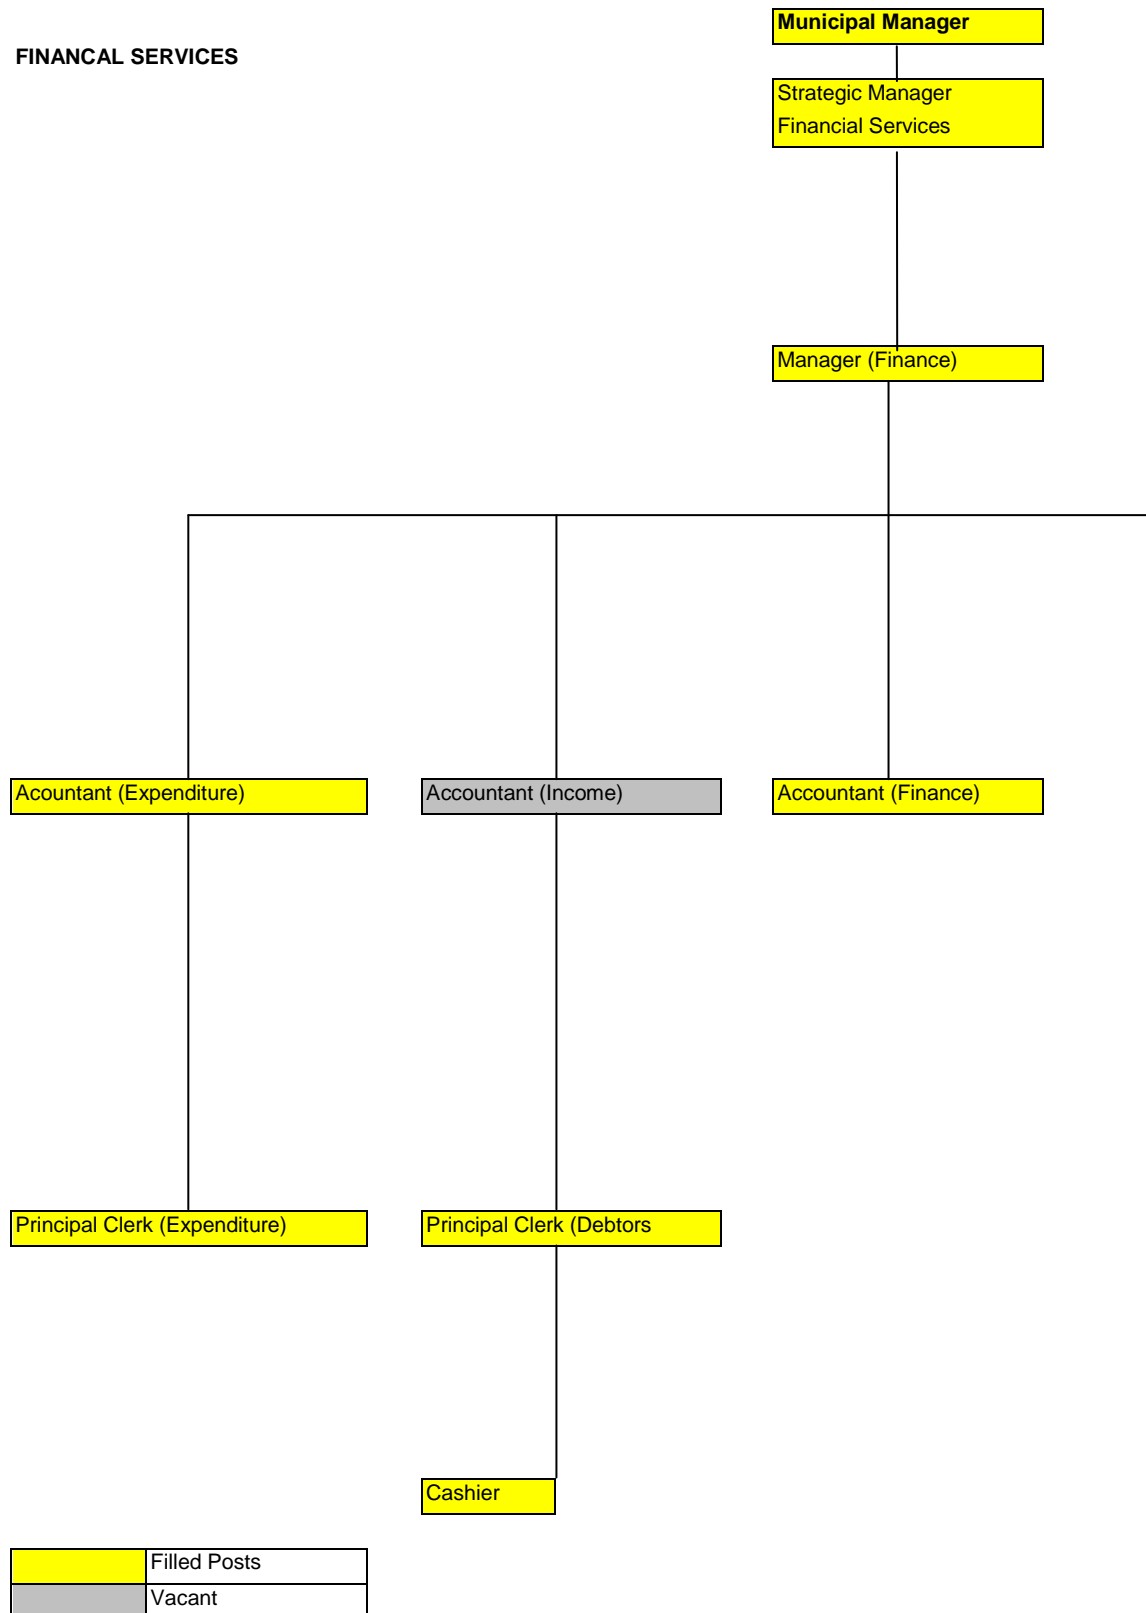 Municipal Manager
FINANCAL SERVICES
Strategic Manager
Financial Services
Manager (Finance)
Acountant (Expenditure)
Accountant (Income)
Accountant (Finance)
Principal Clerk (Expenditure)
Principal Clerk (Debtors
Cashier
Filled Posts
Vacant